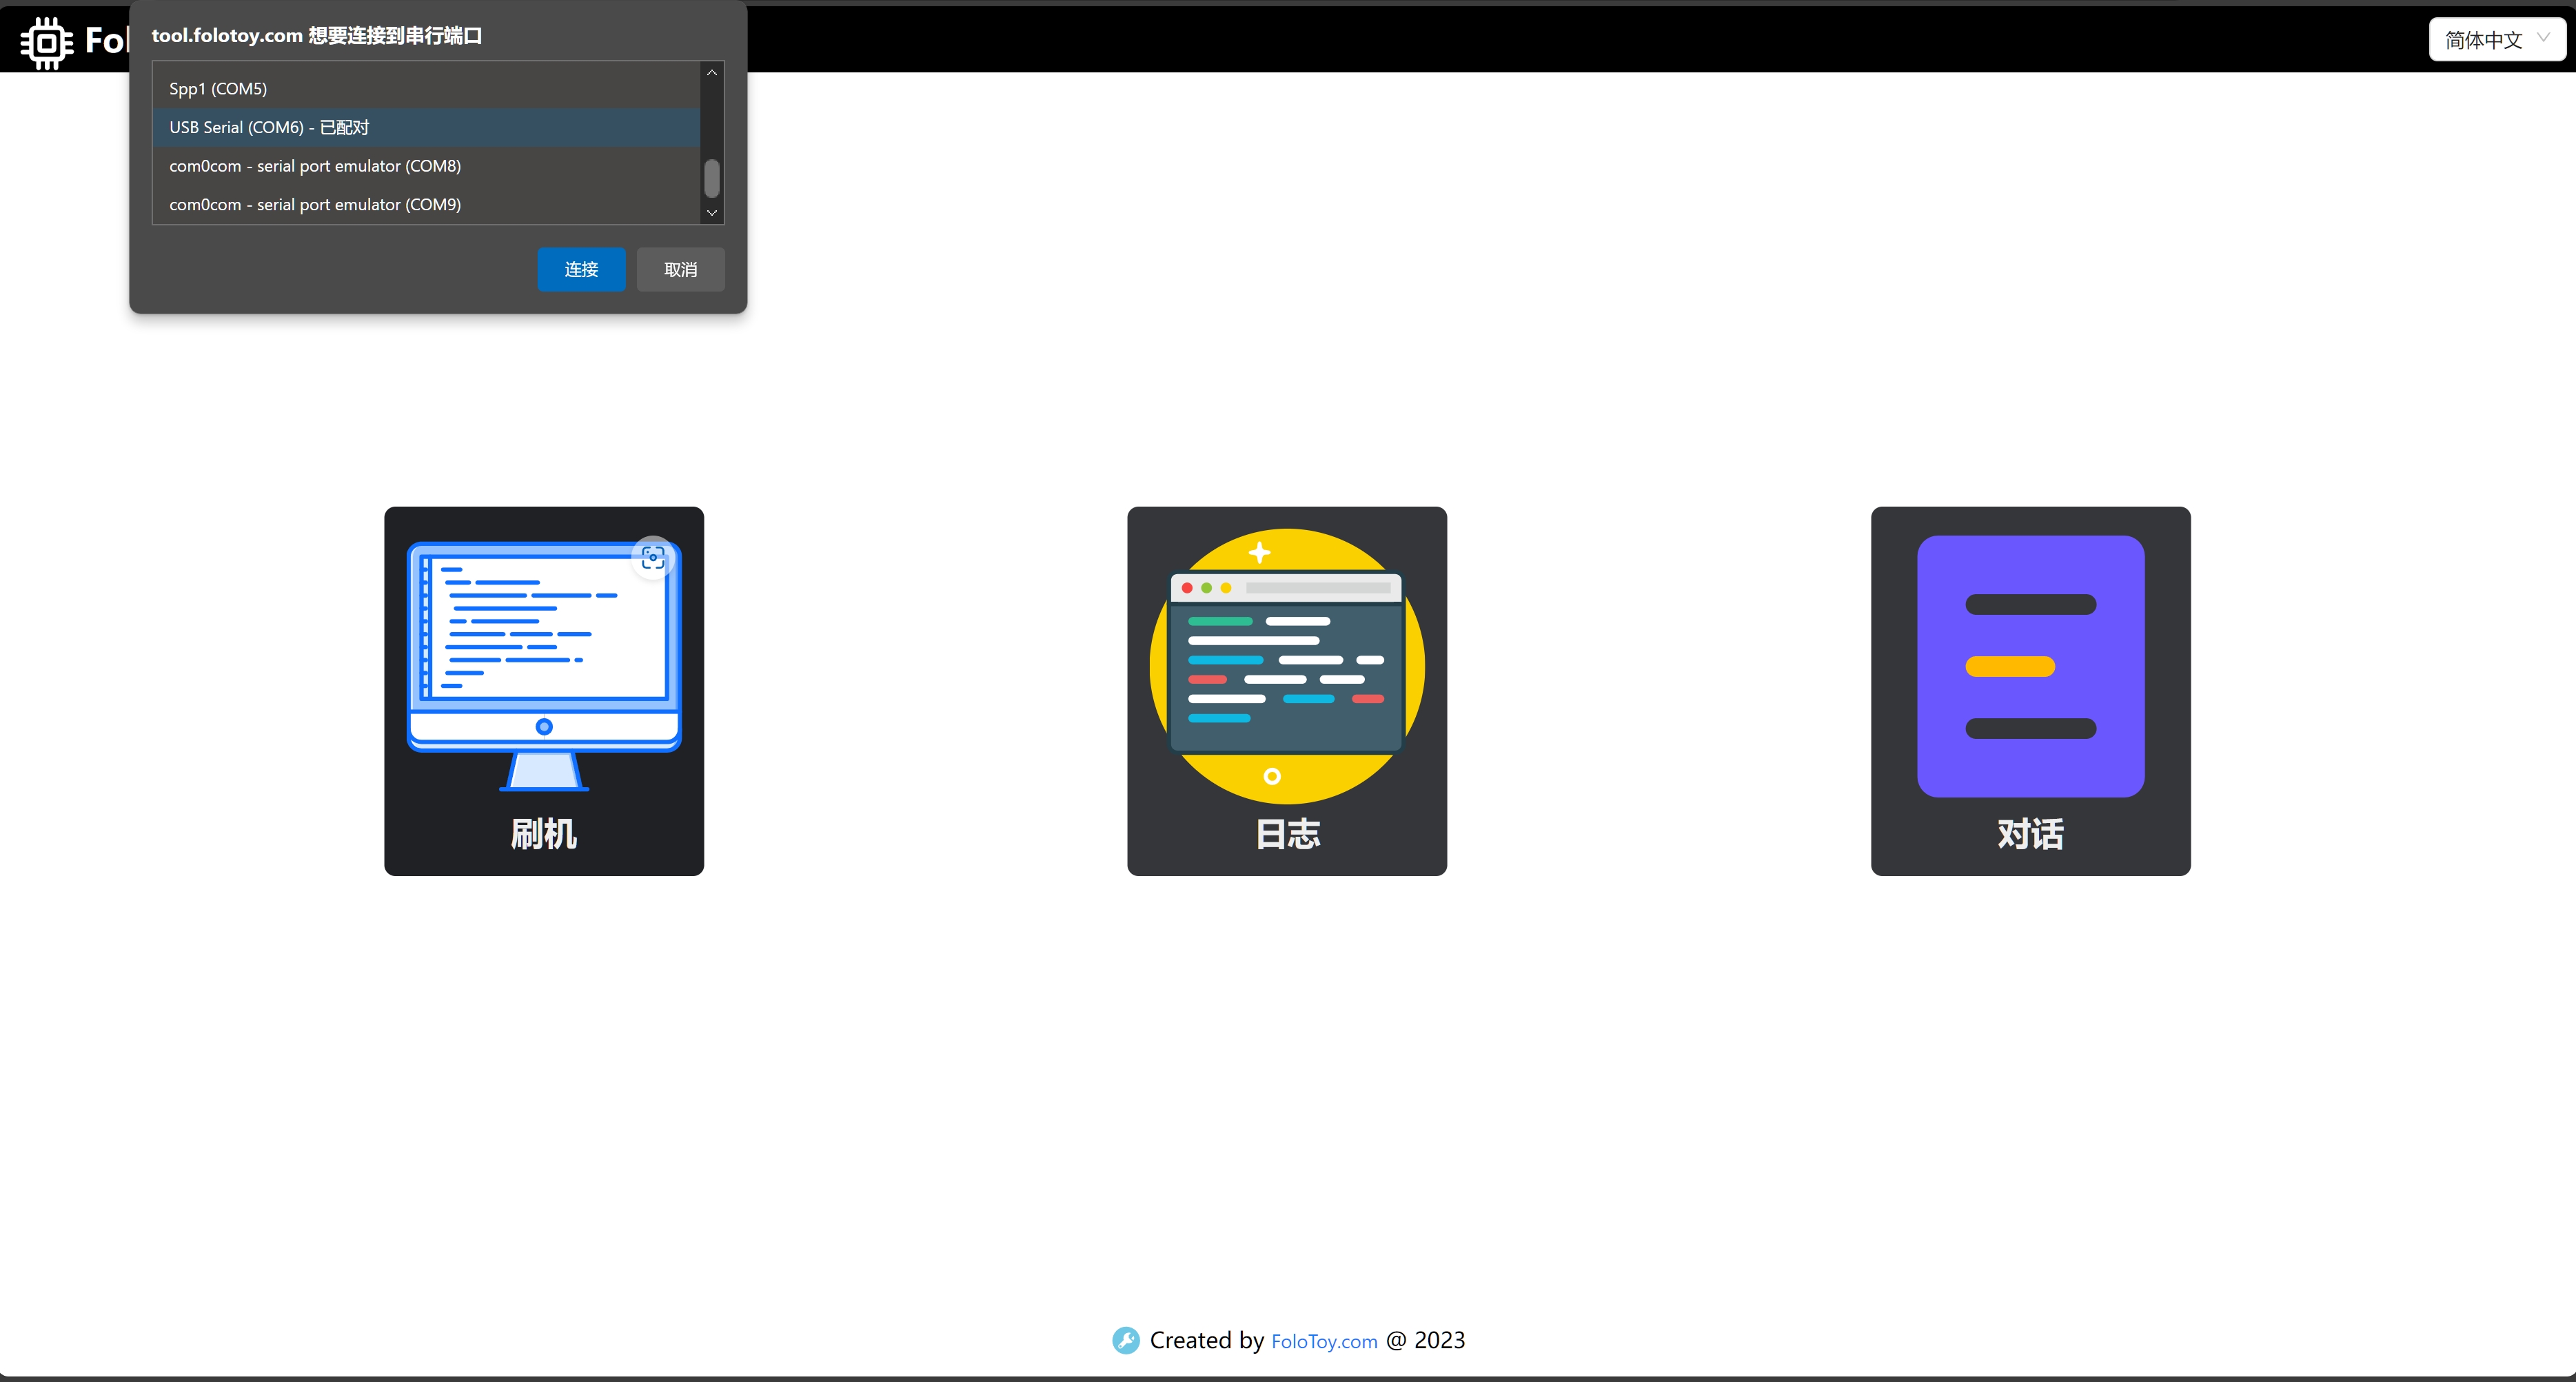 Fol
tool.folotoy.com 想要连接到串行端口
简体中文
Spp1 (COM5)
USB Serial (COM6) - 已配对
com0com - serial port emulator (COM8)
com0com - serial port emulator (COM9)
连接
取消
刷机
日志
对话
Created by FoloToy.com @ 2023